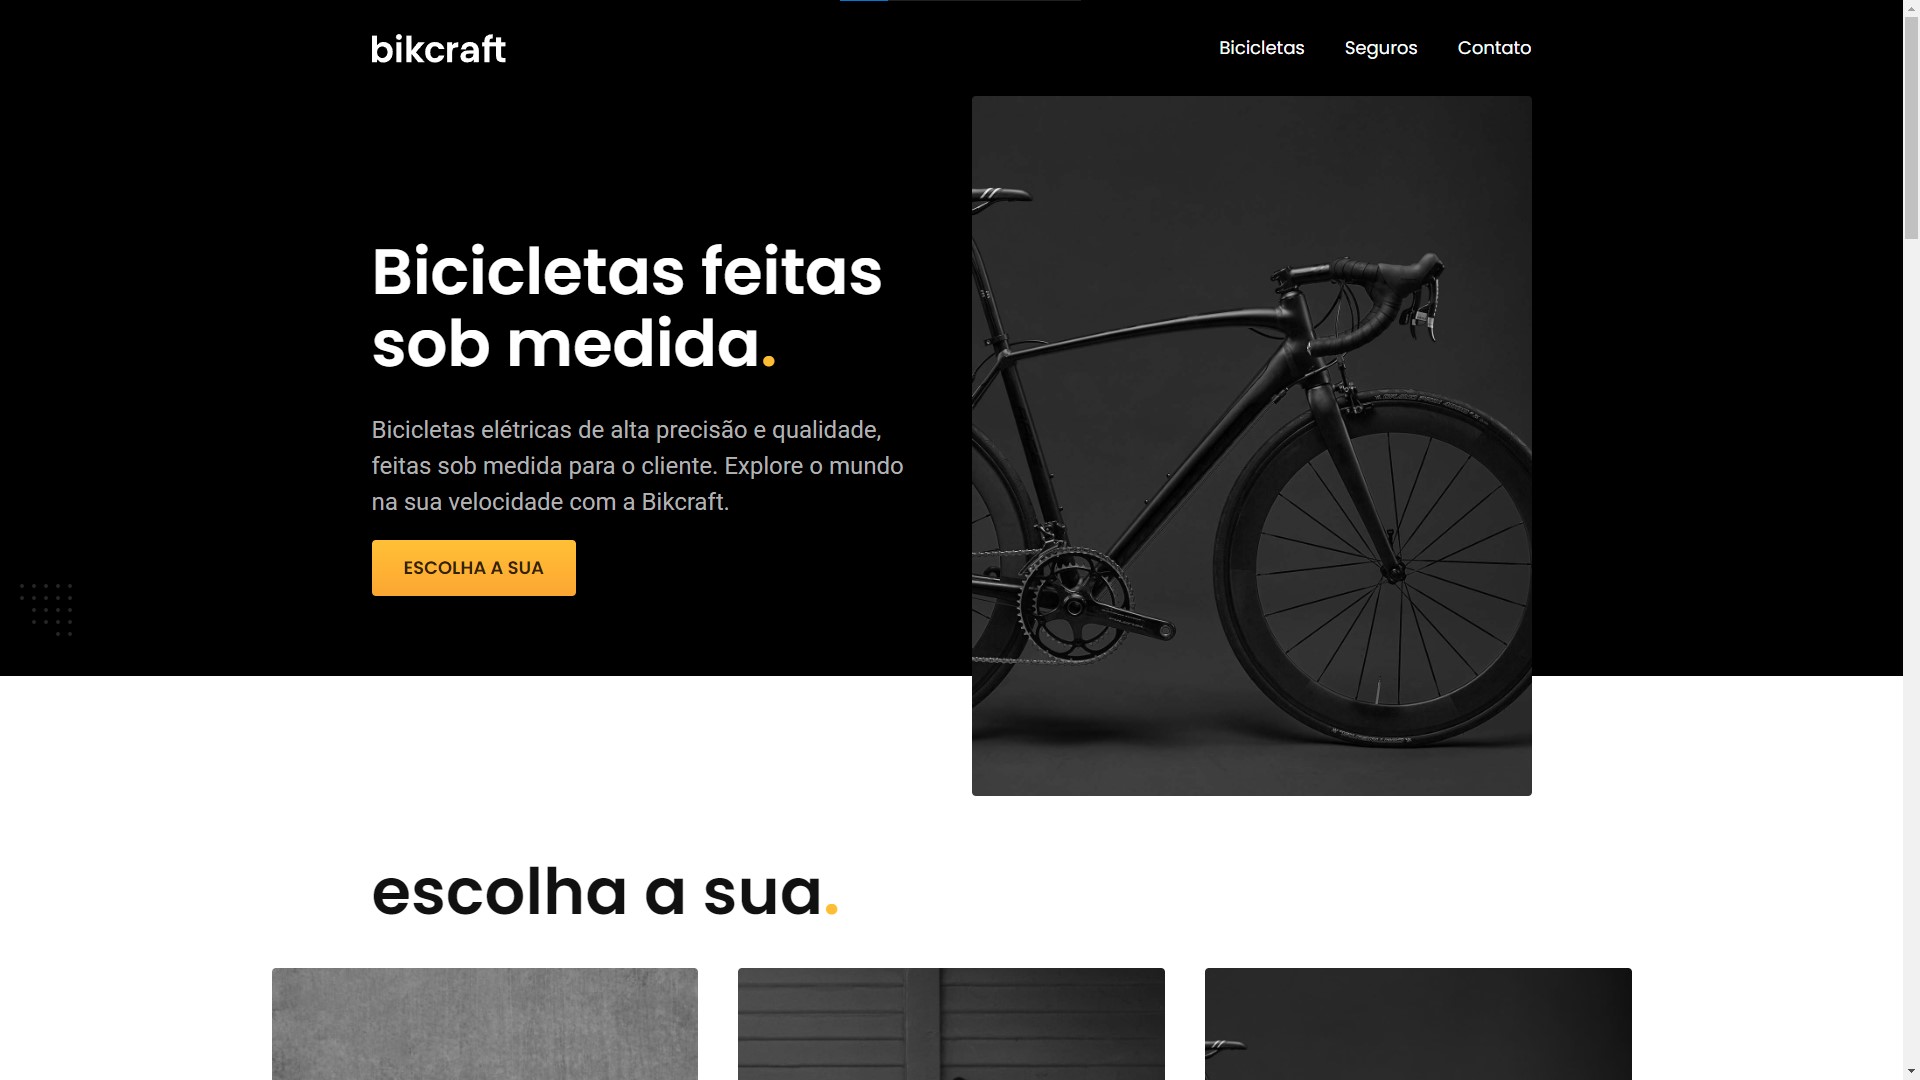 bikcraft
Bicicletas
Seguros
Contato
Bicicletas feitas
sob medida.
Bicicletas elétricas de alta precisão e qualidade,
feitas sob medida para o cliente. Explore o mundo
na sua velocidade com a Bikcraft.
ESCOLHA A SUA
escolha a sua.